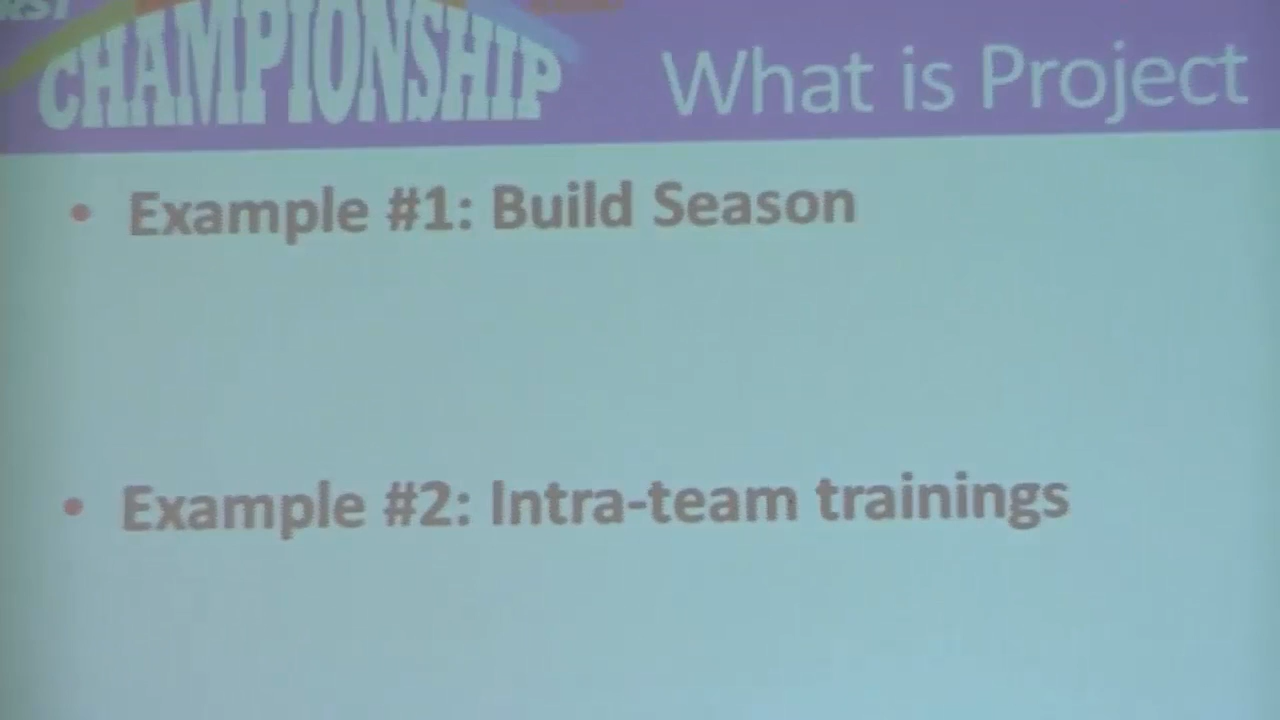 CHAMPIONSHIP
What is Project
• Example #1: Build Season
• Example #2: Intra-team trainings